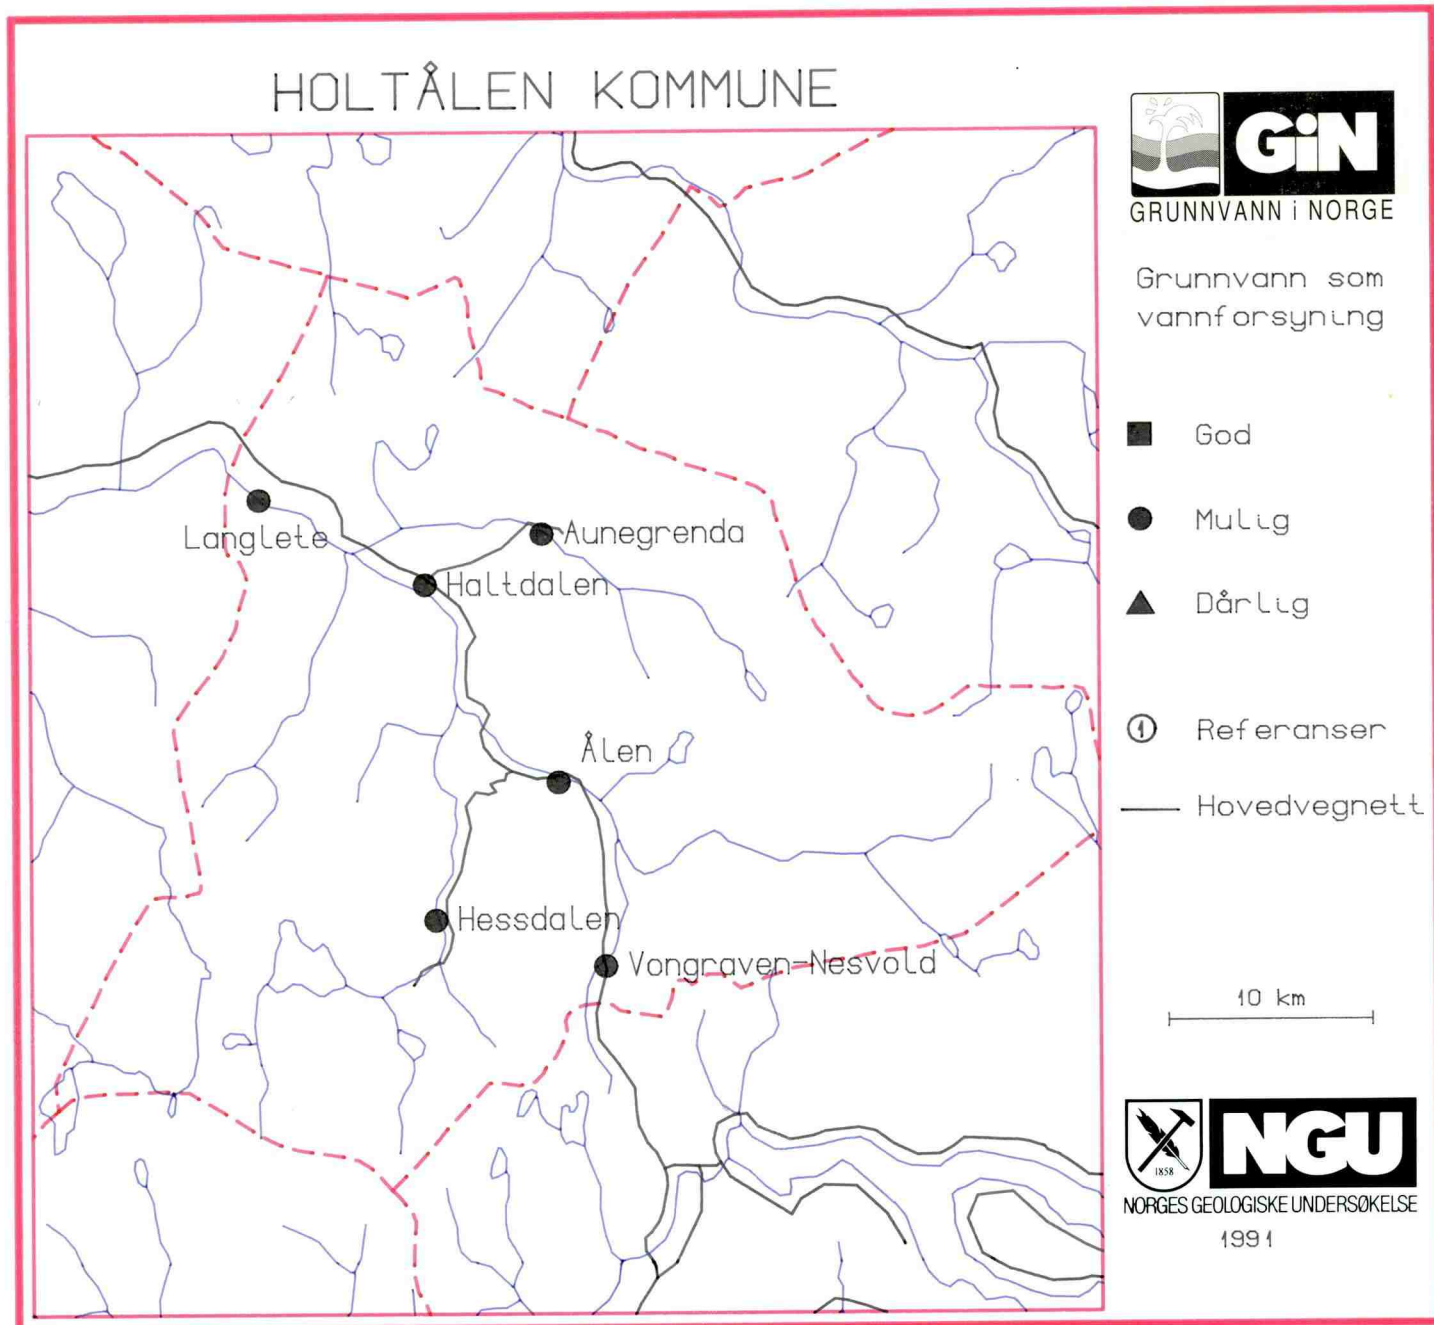 HOLTÅLEN KOMMUNE
GiN
GRUNNVANN i NORGE
Grunnvann som
vannforsyning
God
Mulig
Dårlig
1 Referanser
Hovedvegnett
10 km
1858
NGU
NORGES GEOLOGISKE UNDERSØKELSE
1991
Langlete
Aunegrenda
Haltdalen
Ålen
Hessdalen
Vongraven-Nesvold